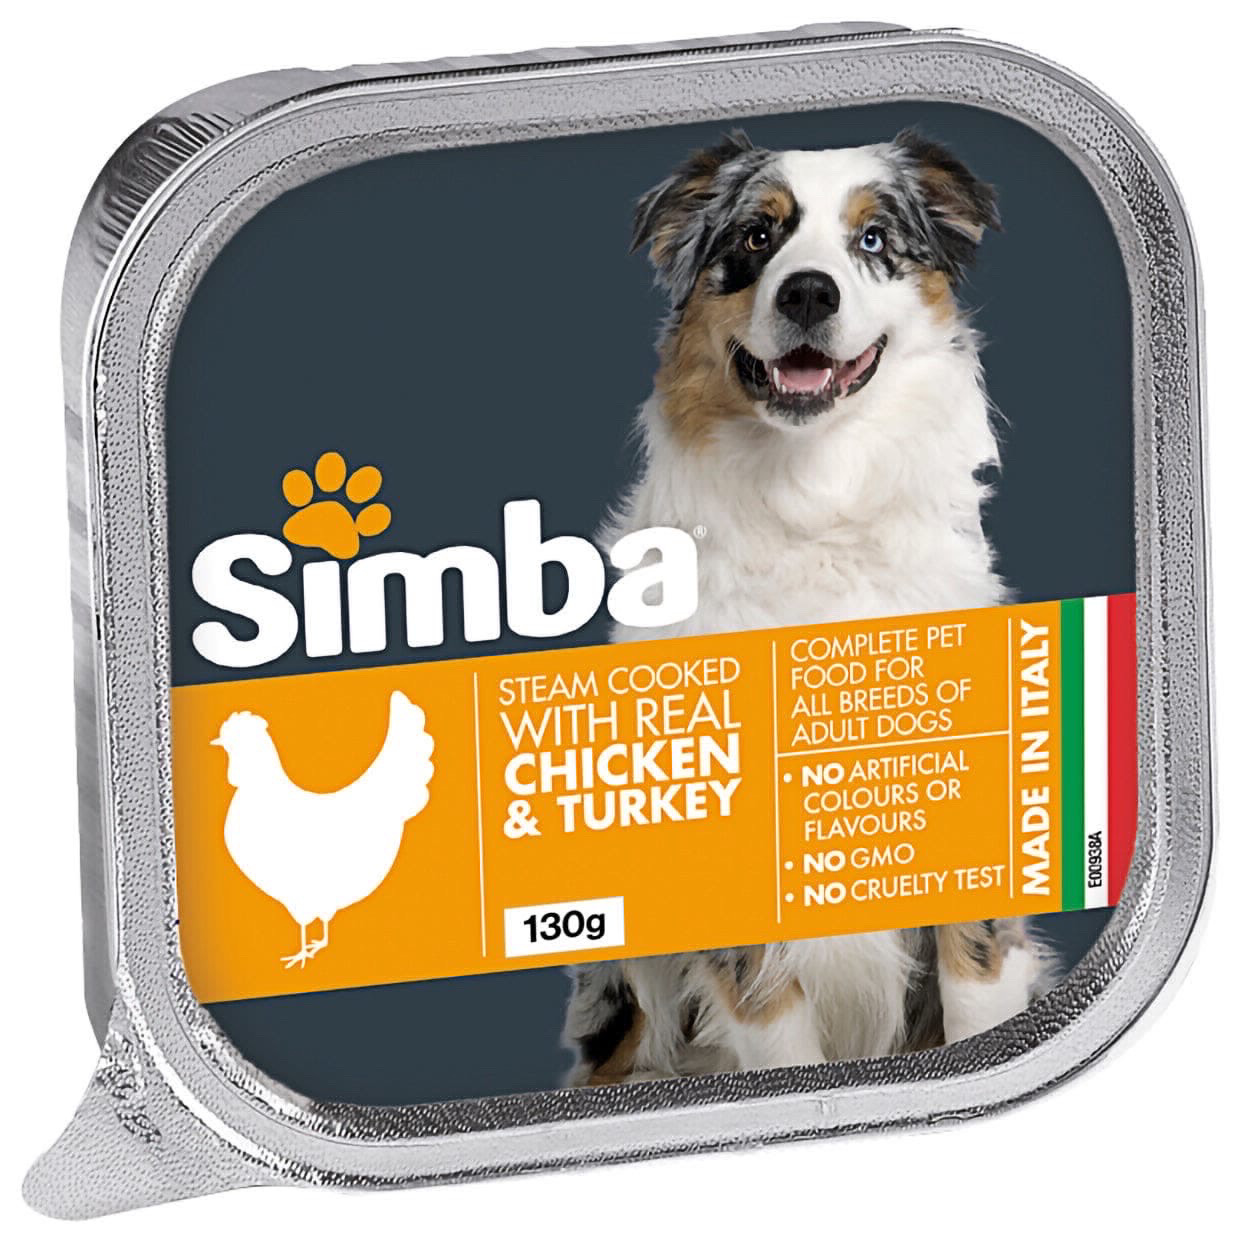 Simba®
STEAM COOKED
WITH REAL
CHICKEN
& TURKEY
130g
COMPLETE PET
FOOD FOR
ALL BREEDS OF
ADULT DOGS
• NO ARTIFICIAL
COLOURS OR
FLAVOURS
• NO GMO
• NO CRUELTY TEST
MADE IN ITALY
E00938A